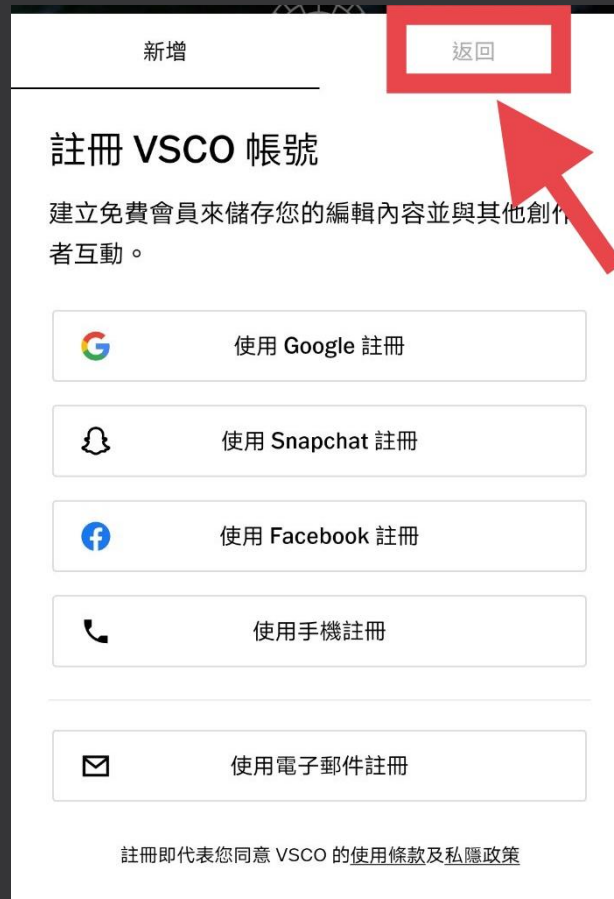 新增
返回
註冊 VSCO 帳號
建立免費會員來儲存您的編輯內容並與其他創作
者互動。
使用 Google 註冊
使用 Snapchat 註冊
使用 Facebook 註冊
使用手機註冊
使用電子郵件註冊
註冊即代表您同意 VSCO 的使用條款及私隱政策